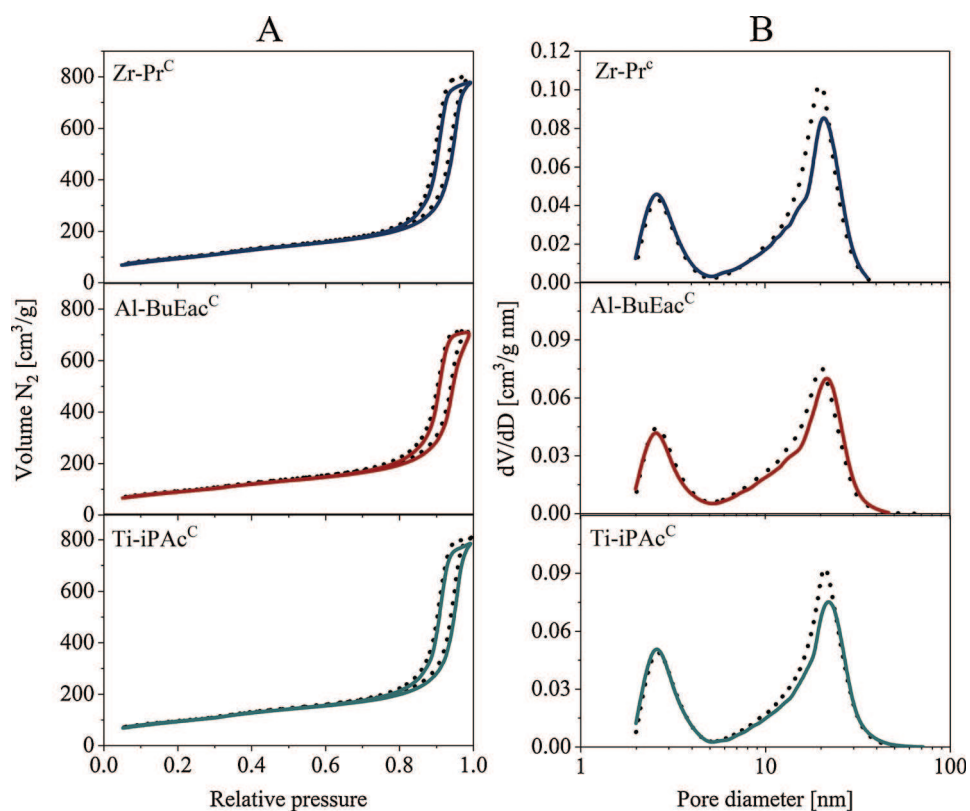 A
B
Zr-Pr^C
800
600
400
200
0
Al-BuEac^C
800
600
400
200
0
Ti-iPAc^C
800
600
400
200
0
0.0 0.2 0.4 0.6 0.8 1.0
Volume N₂ [cm³/g]
Relative pressure
Zr-Pr^c
0.12
0.10
0.08
0.06
0.04
0.02
0.00
Al-BuEac^C
0.09
0.06
0.03
0.00
Ti-iPAc^C
0.09
0.06
0.03
0.00
1 10 100
dV/dD [cm³/g nm]
Pore diameter [nm]